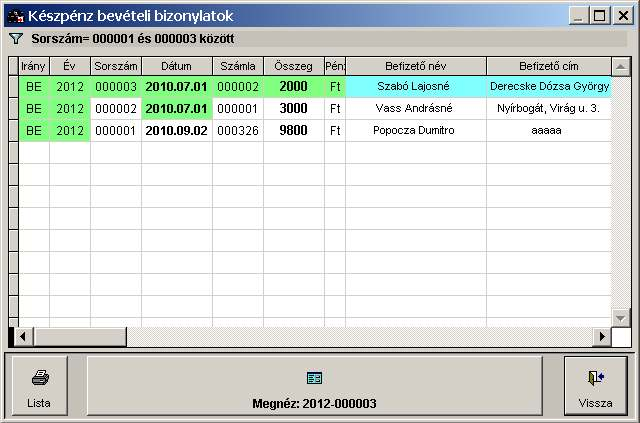 Készpénz bevételi bizonylatok
Sorszám= 000001 és 000003 között
Irány Év Sorszám Dátum Számla Összeg Pénz Befizető név Befizető cím
BE 2012 000003 2010.07.01 000002 2000 Ft Szabó Lajosné Derecske Dózsa György
BE 2012 000002 2010.07.01 000001 3000 Ft Vass Andrásné Nyírbogát, Virág u. 3.
BE 2012 000001 2010.09.02 000326 9800 Ft Popocza Dumitro aaaaa
Lista
Megnéz: 2012-000003
Vissza